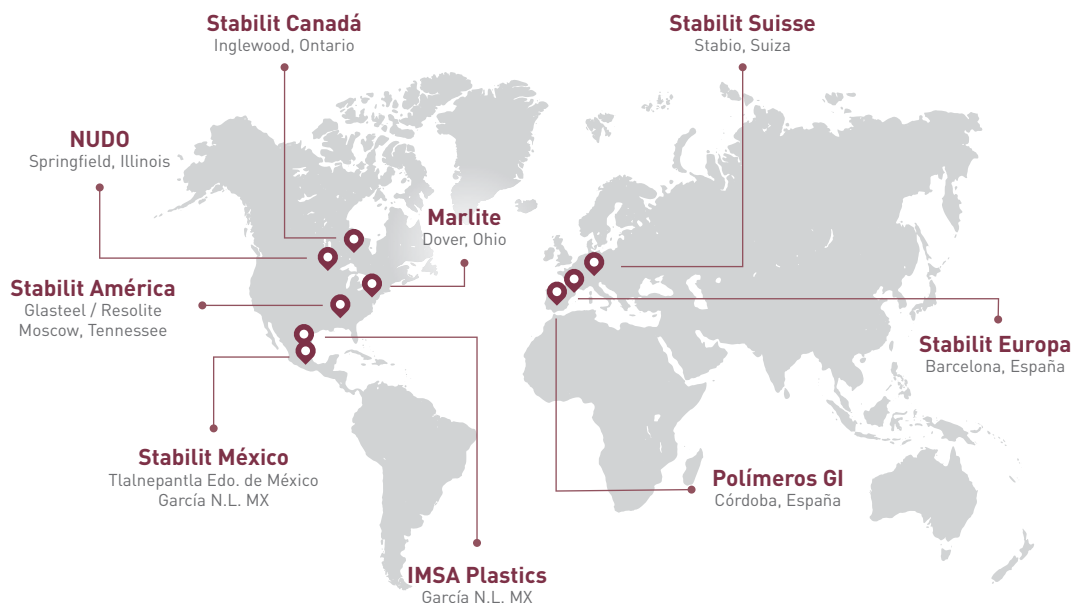 Stabilit Canadá
Inglewood, Ontario
Stabilit Suisse
Stabio, Suiza
NUDO
Springfield, Illinois
Marlite
Dover, Ohio
Stabilit América
Glasteel / Resolite
Moscow, Tennessee
Stabilit Europa
Barcelona, España
Stabilit México
Tlalnepantla Edo. de México
García N.L. MX
Polímeros GI
Córdoba, España
IMSA Plastics
García N.L. MX